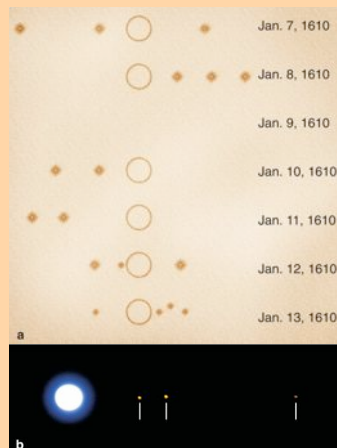 Jan. 7, 1610
Jan. 8, 1610
Jan. 9, 1610
Jan. 10, 1610
Jan. 11, 1610
Jan. 12, 1610
Jan. 13, 1610
a
b